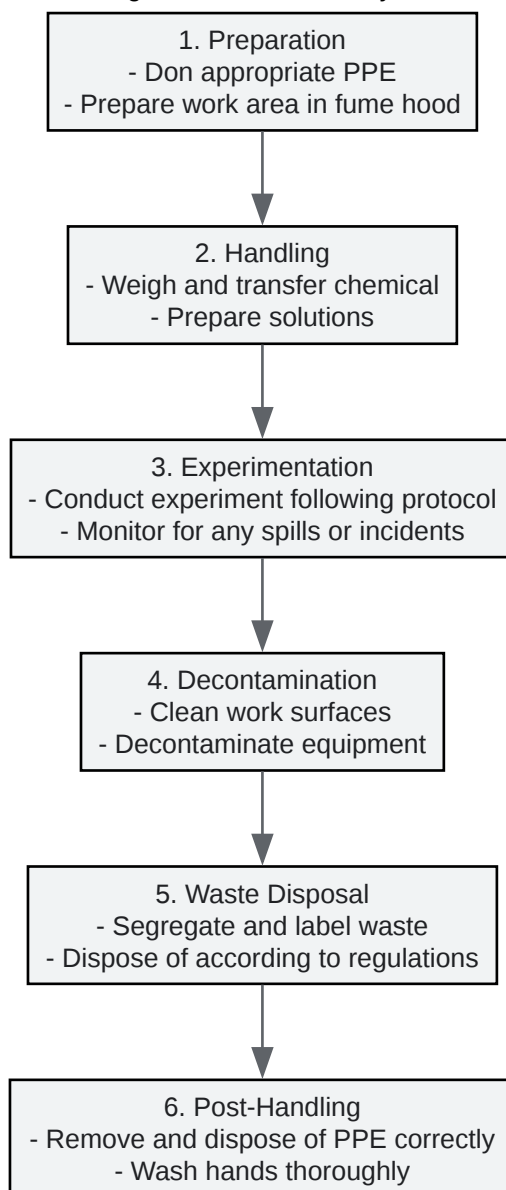 1. Preparation
- Don appropriate PPE
- Prepare work area in fume hood
2. Handling
- Weigh and transfer chemical
- Prepare solutions
3. Experimentation
- Conduct experiment following protocol
- Monitor for any spills or incidents
4. Decontamination
- Clean work surfaces
- Decontaminate equipment
5. Waste Disposal
- Segregate and label waste
- Dispose of according to regulations
6. Post-Handling
- Remove and dispose of PPE correctly
- Wash hands thoroughly